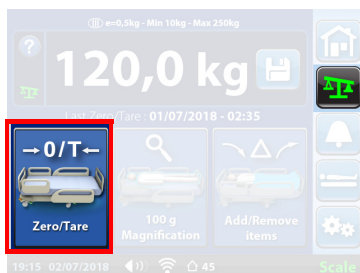 e=0,5kg - Min 10kg - Max 250kg
?
120,0 kg
Last Zero/Tare : 01/07/2018 - 02:35
→0/T←
Zero/Tare
100 g
Magnification
Add/Remove
items
19:15 02/07/2018 45
Scale